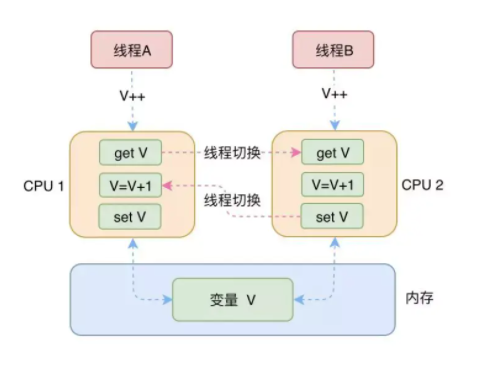 线程A
线程B
V++
V++
get V
线程切换
get V
CPU 1
V=V+1
V=V+1
CPU 2
线程切换
set V
set V
变量 V
内存